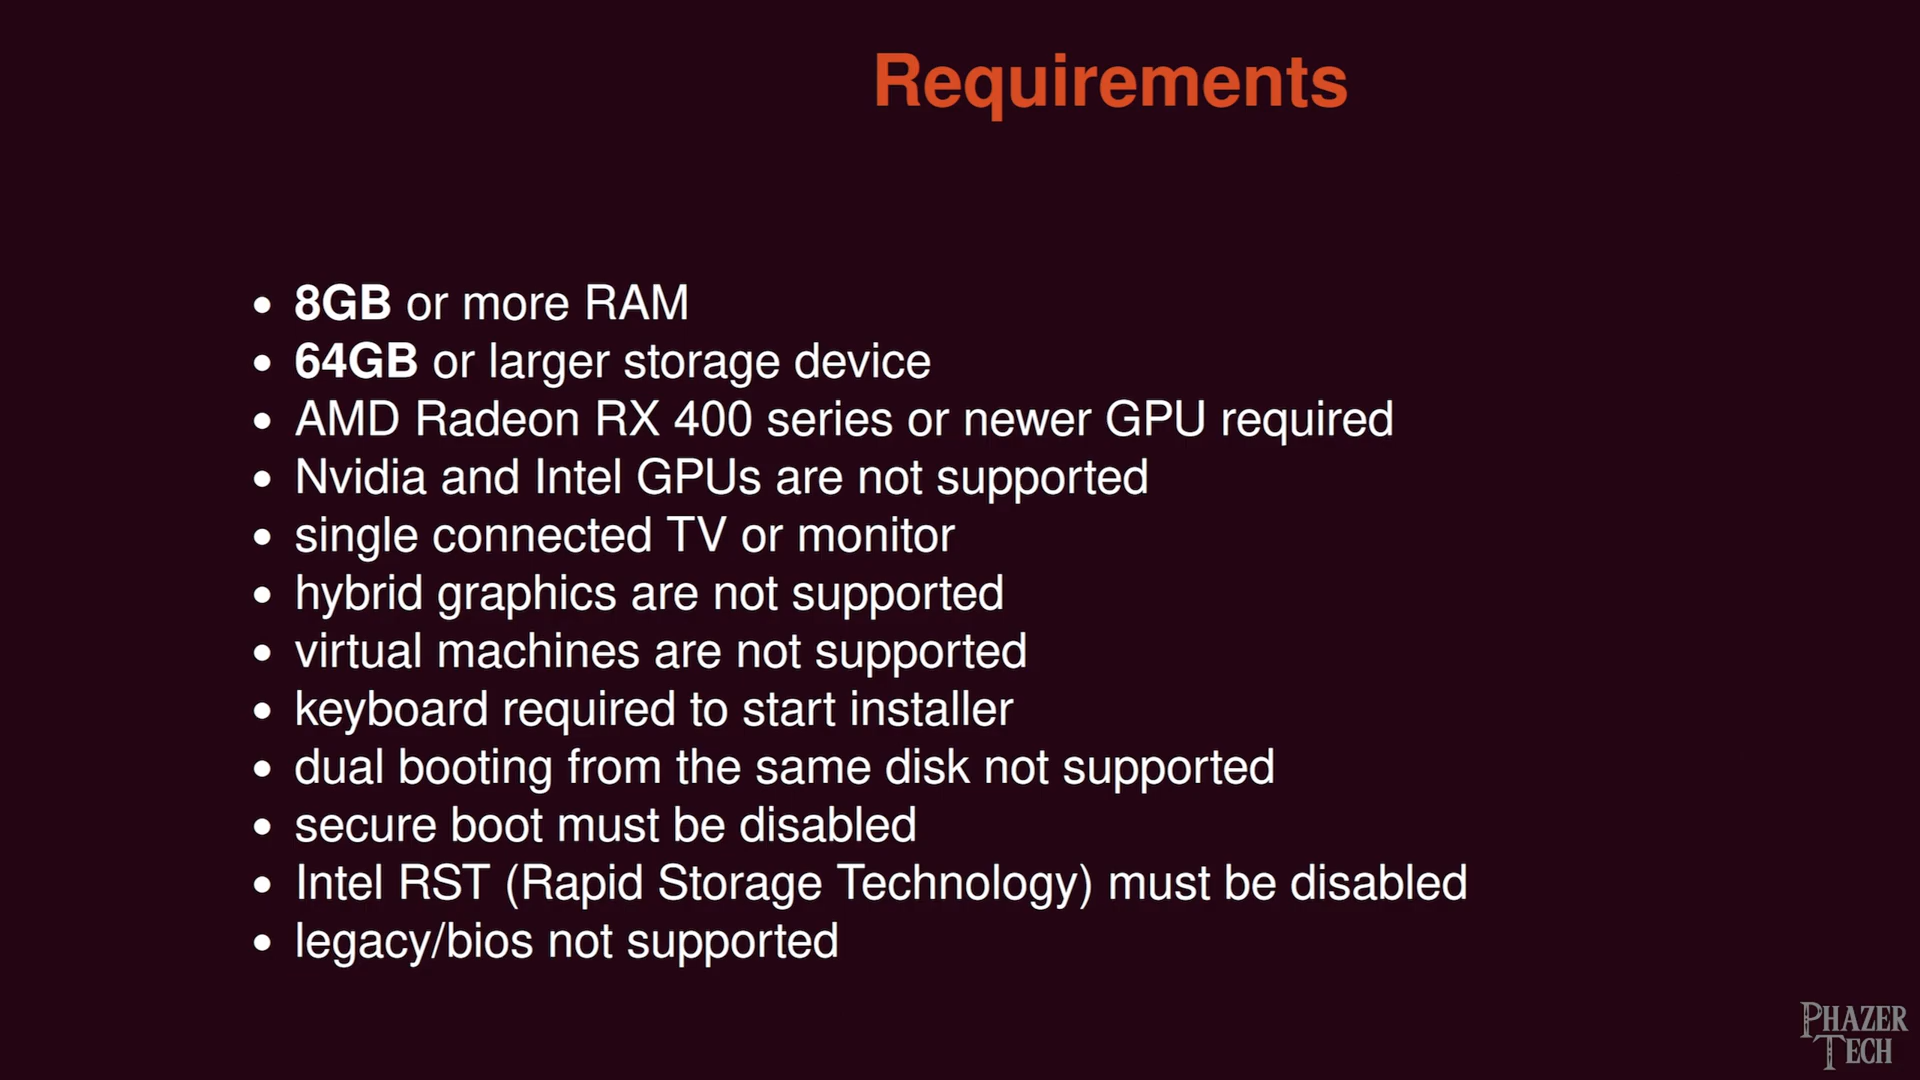 Requirements
• 8GB or more RAM
• 64GB or larger storage device
• AMD Radeon RX 400 series or newer GPU required
• Nvidia and Intel GPUs are not supported
• single connected TV or monitor
• hybrid graphics are not supported
• virtual machines are not supported
• keyboard required to start installer
• dual booting from the same disk not supported
• secure boot must be disabled
• Intel RST (Rapid Storage Technology) must be disabled
• legacy/bios not supported
PHAZER
TECH